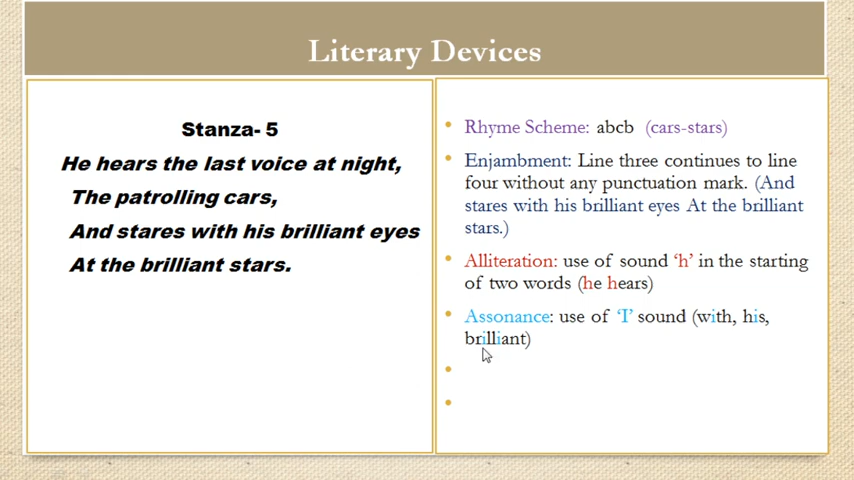 Literary Devices
Stanza- 5
He hears the last voice at night,
The patrolling cars,
And stares with his brilliant eyes
At the brilliant stars.
• Rhyme Scheme: abcb (cars-stars)
• Enjambment: Line three continues to line
four without any punctuation mark. (And
stares with his brilliant eyes At the brilliant
stars.)
• Alliteration: use of sound ‘h’ in the starting
of two words (he hears)
• Assonance: use of ‘I’ sound (with, his,
brilliant)